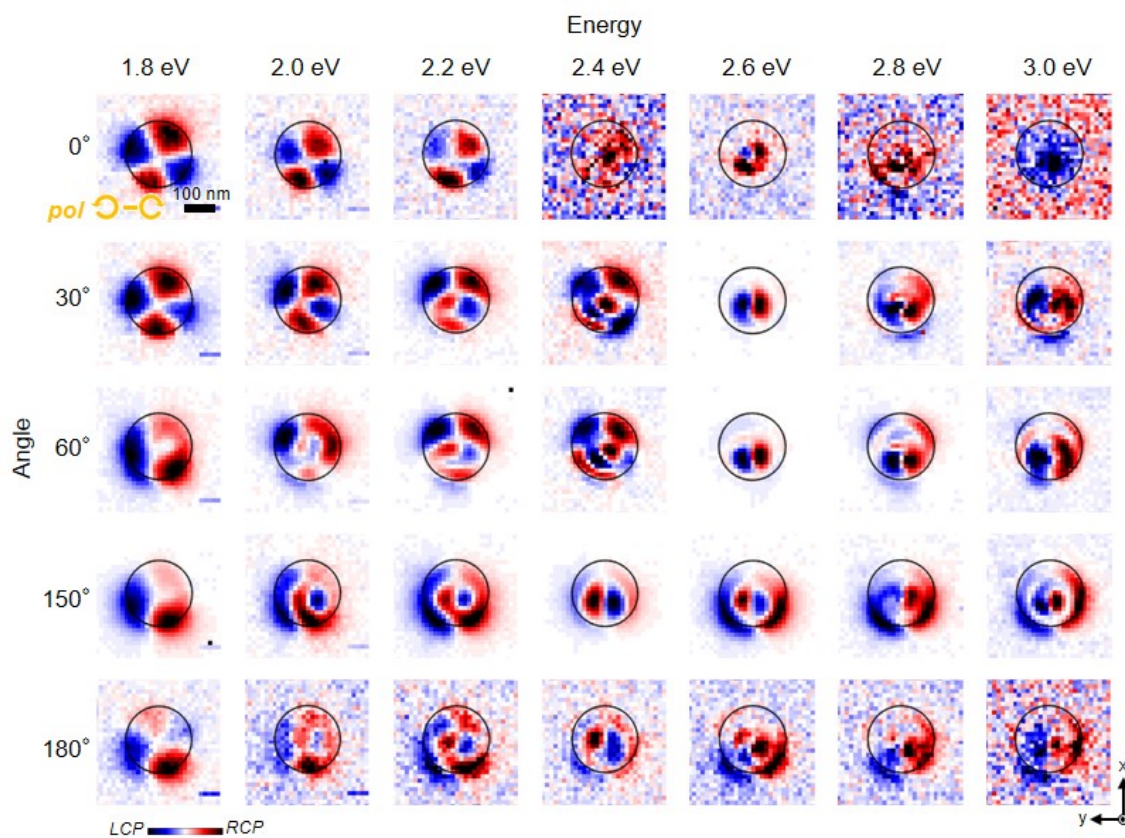 Energy
1.8 eV 2.0 eV 2.2 eV 2.4 eV 2.6 eV 2.8 eV 3.0 eV
0°
100 nm
pol
30°
60°
Angle
150°
180°
x
y
LCP RCP